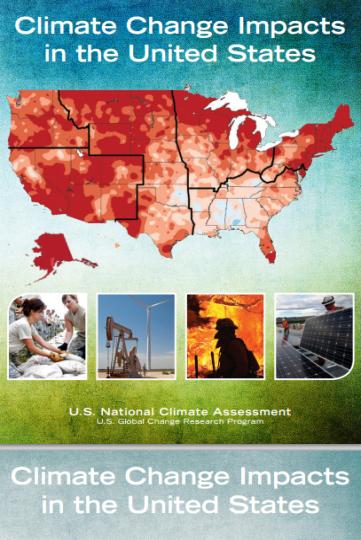 Climate Change Impacts
in the United States
U.S. National Climate Assessment
U.S. Global Change Research Program
Climate Change Impacts
in the United States